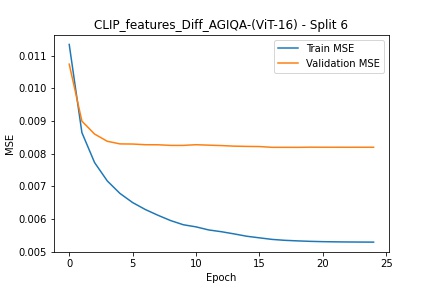 CLIP_features_Diff_AGIQA-(ViT-16) - Split 6
Train MSE
Validation MSE
MSE
0.011
0.010
0.009
0.008
0.007
0.006
0.005
0
5
10
15
20
25
Epoch